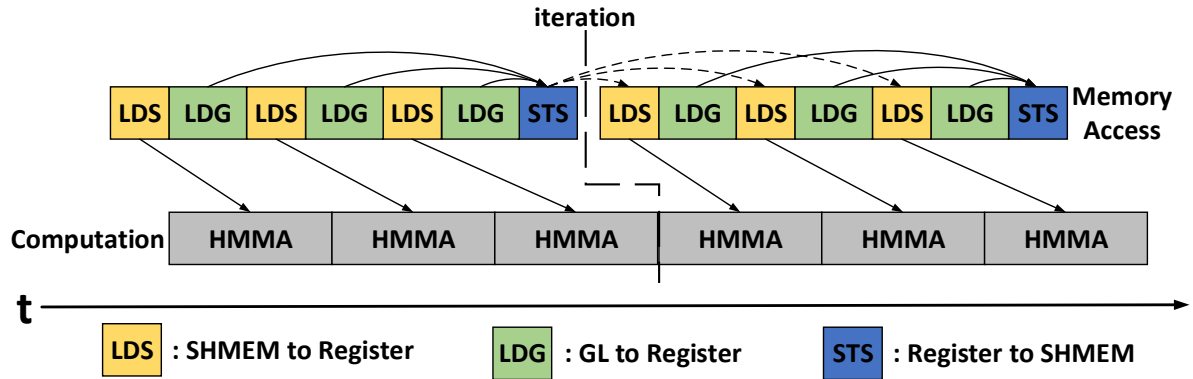 iteration
LDS LDG LDS LDG LDS LDG STS LDS LDG LDS LDG LDS LDG STS Memory
Access
Computation HMMA HMMA HMMA HMMA HMMA HMMA
t
LDS : SHMEM to Register LDG : GL to Register STS : Register to SHMEM